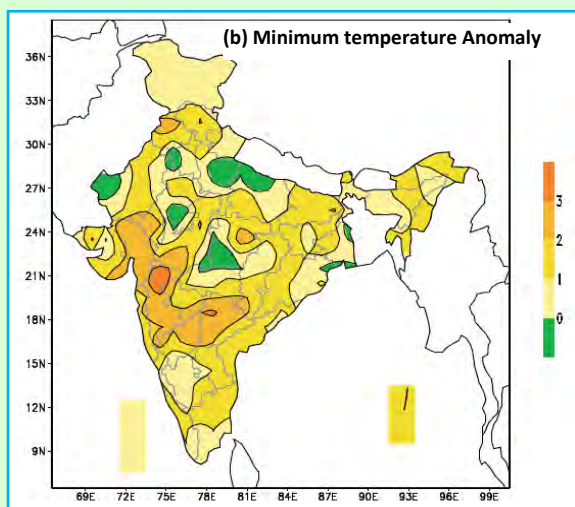 (b) Minimum temperature Anomaly
36N
33N
30N
27N
24N
21N
18N
15N
12N
9N
69E 72E 75E 78E 81E 84E 87E 90E 93E 96E 99E
3
2
1
0